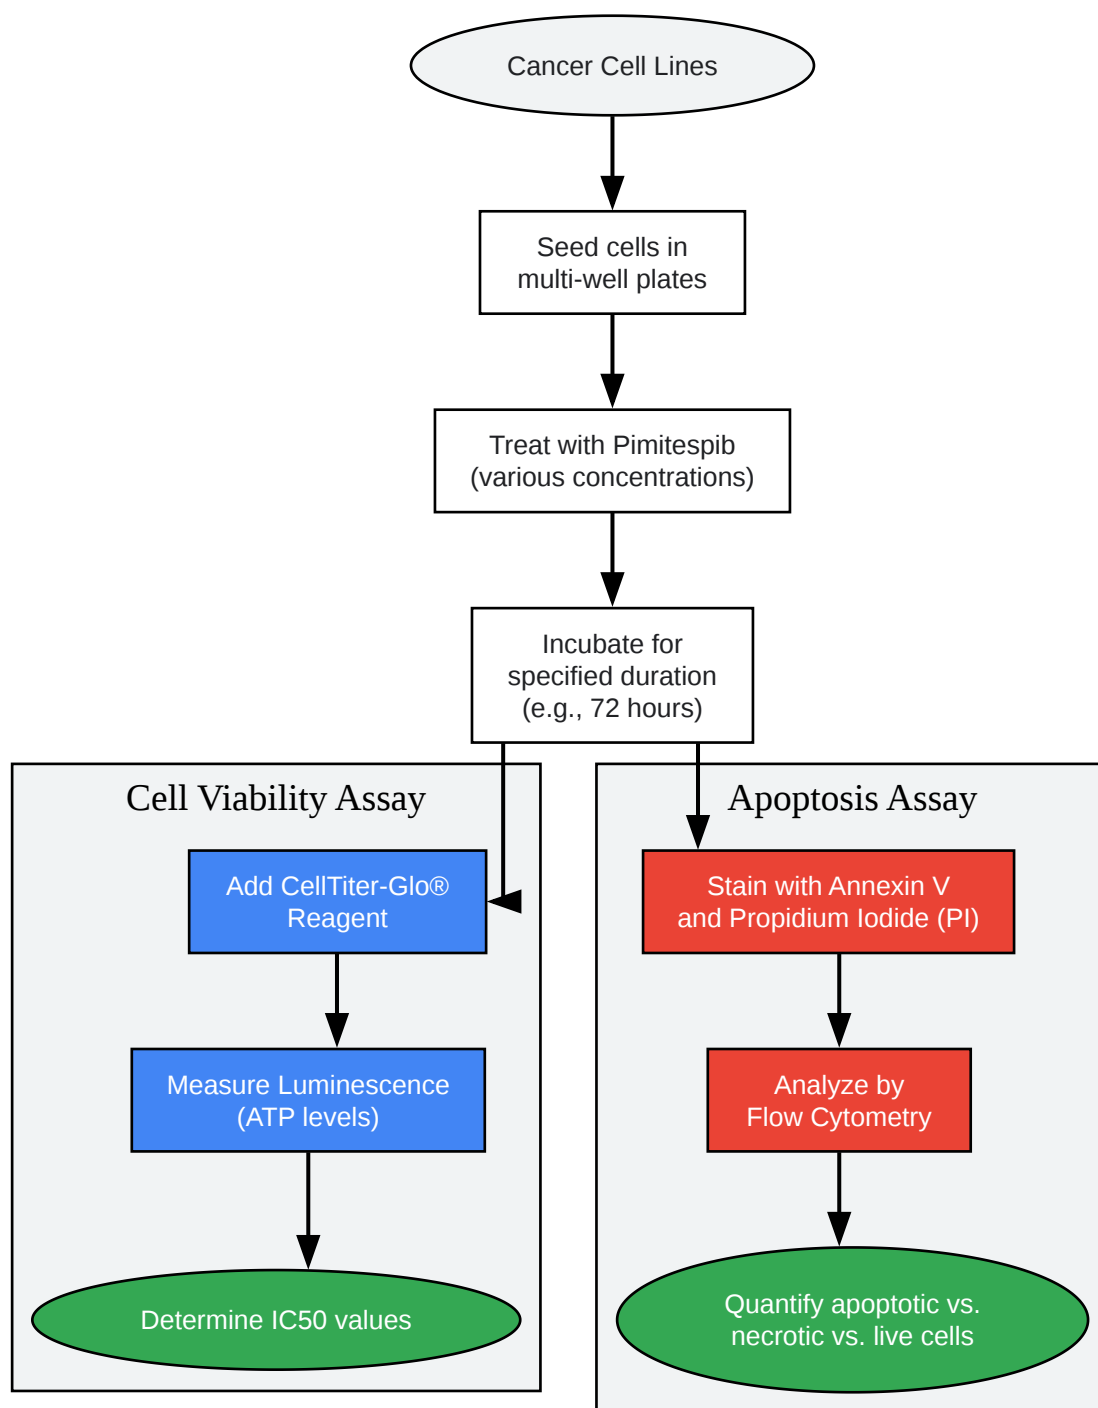 Cancer Cell Lines
Seed cells in
multi-well plates
Treat with Pimitespib
(various concentrations)
Incubate for
specified duration
(e.g., 72 hours)
Cell Viability Assay
Add CellTiter-Glo®
Reagent
Measure Luminescence
(ATP levels)
Determine IC50 values
Apoptosis Assay
Stain with Annexin V
and Propidium Iodide (PI)
Analyze by
Flow Cytometry
Quantify apoptotic vs.
necrotic vs. live cells